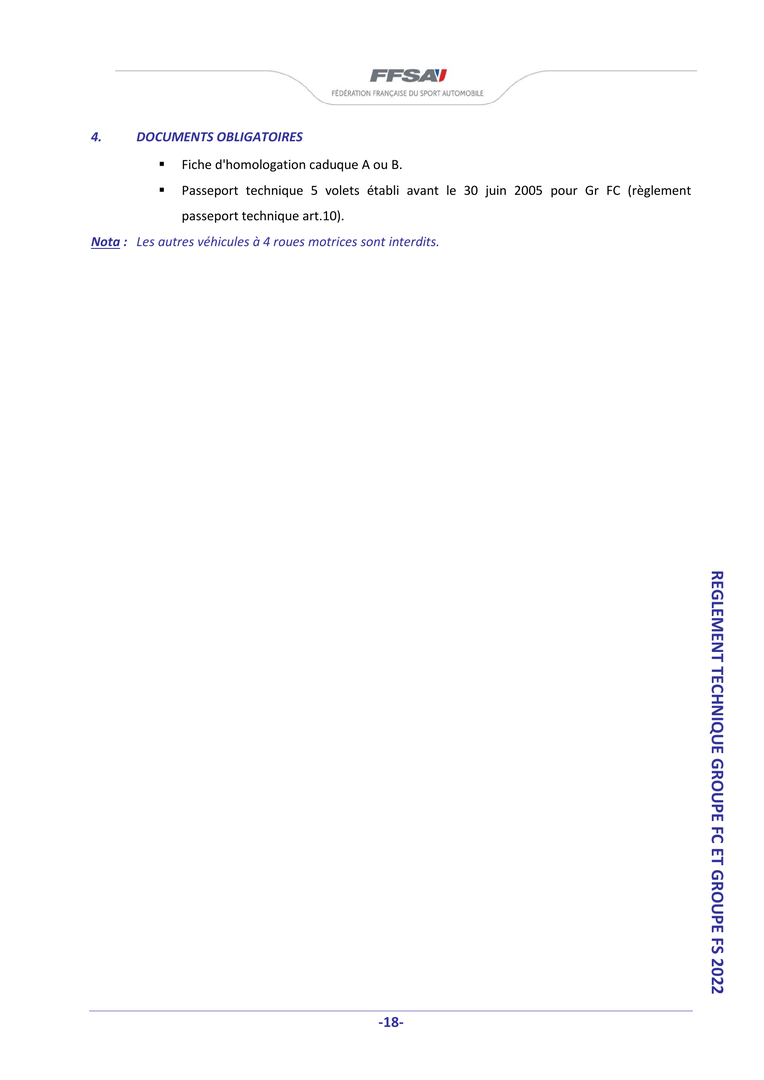 FFSA
FÉDÉRATION FRANÇAISE DU SPORT AUTOMOBILE
4. DOCUMENTS OBLIGATOIRES
▪ Fiche d'homologation caduque A ou B.
▪ Passeport technique 5 volets établi avant le 30 juin 2005 pour Gr FC (règlement
passeport technique art.10).
Nota : Les autres véhicules à 4 roues motrices sont interdits.
REGLEMENT TECHNIQUE GROUPE FC ET GROUPE FS 2022
-18-